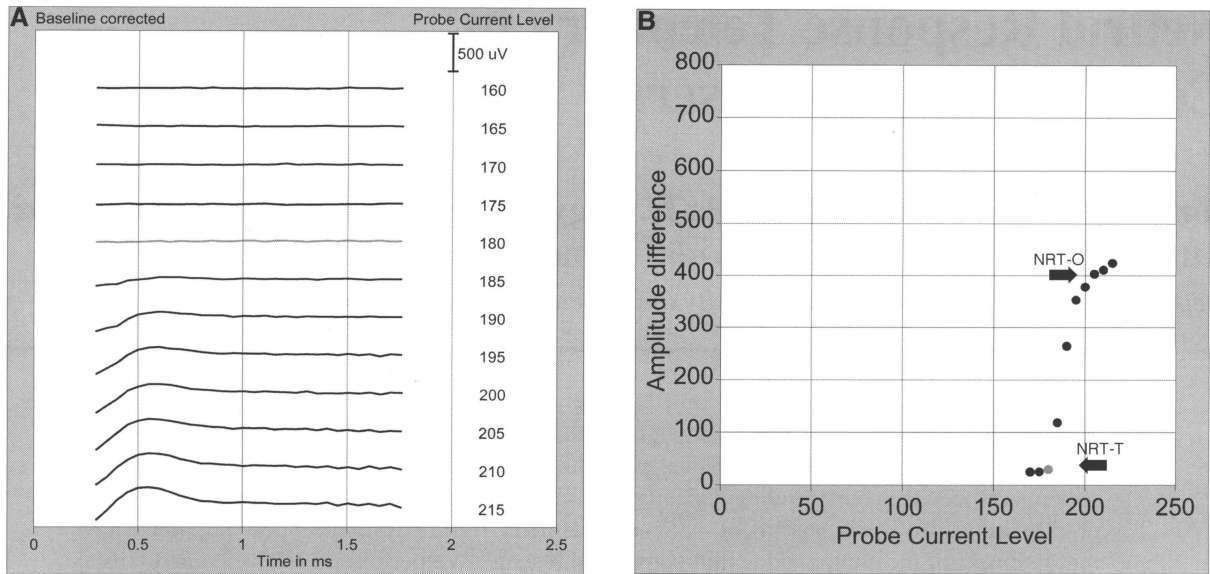 A Baseline corrected Probe Current Level
500 uV
160
165
170
175
180
185
190
195
200
205
210
215
0 0.5 1 1.5 2 2.5
Time in ms
B
800
700
600
500
400
300
200
100
0
Amplitude difference
NRT-O
NRT-T
0 50 100 150 200 250
Probe Current Level